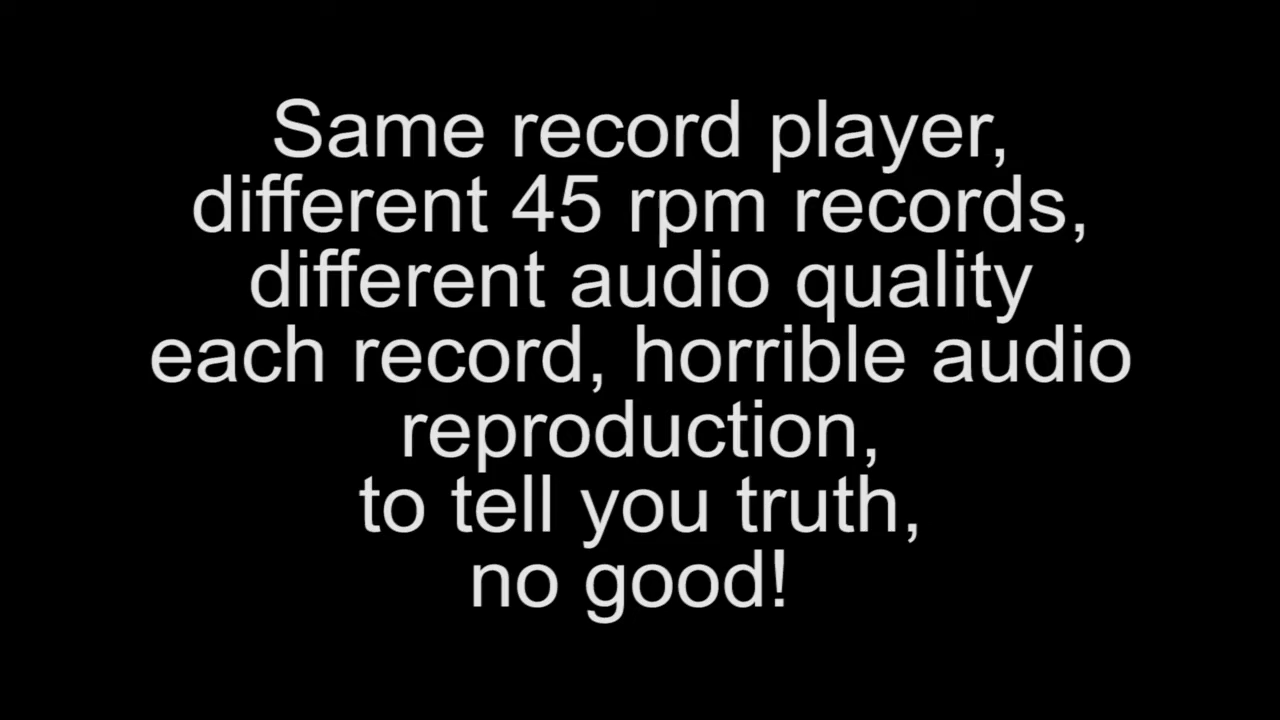 Same record player,
different 45 rpm records,
different audio quality
each record, horrible audio
reproduction,
to tell you truth,
no good!